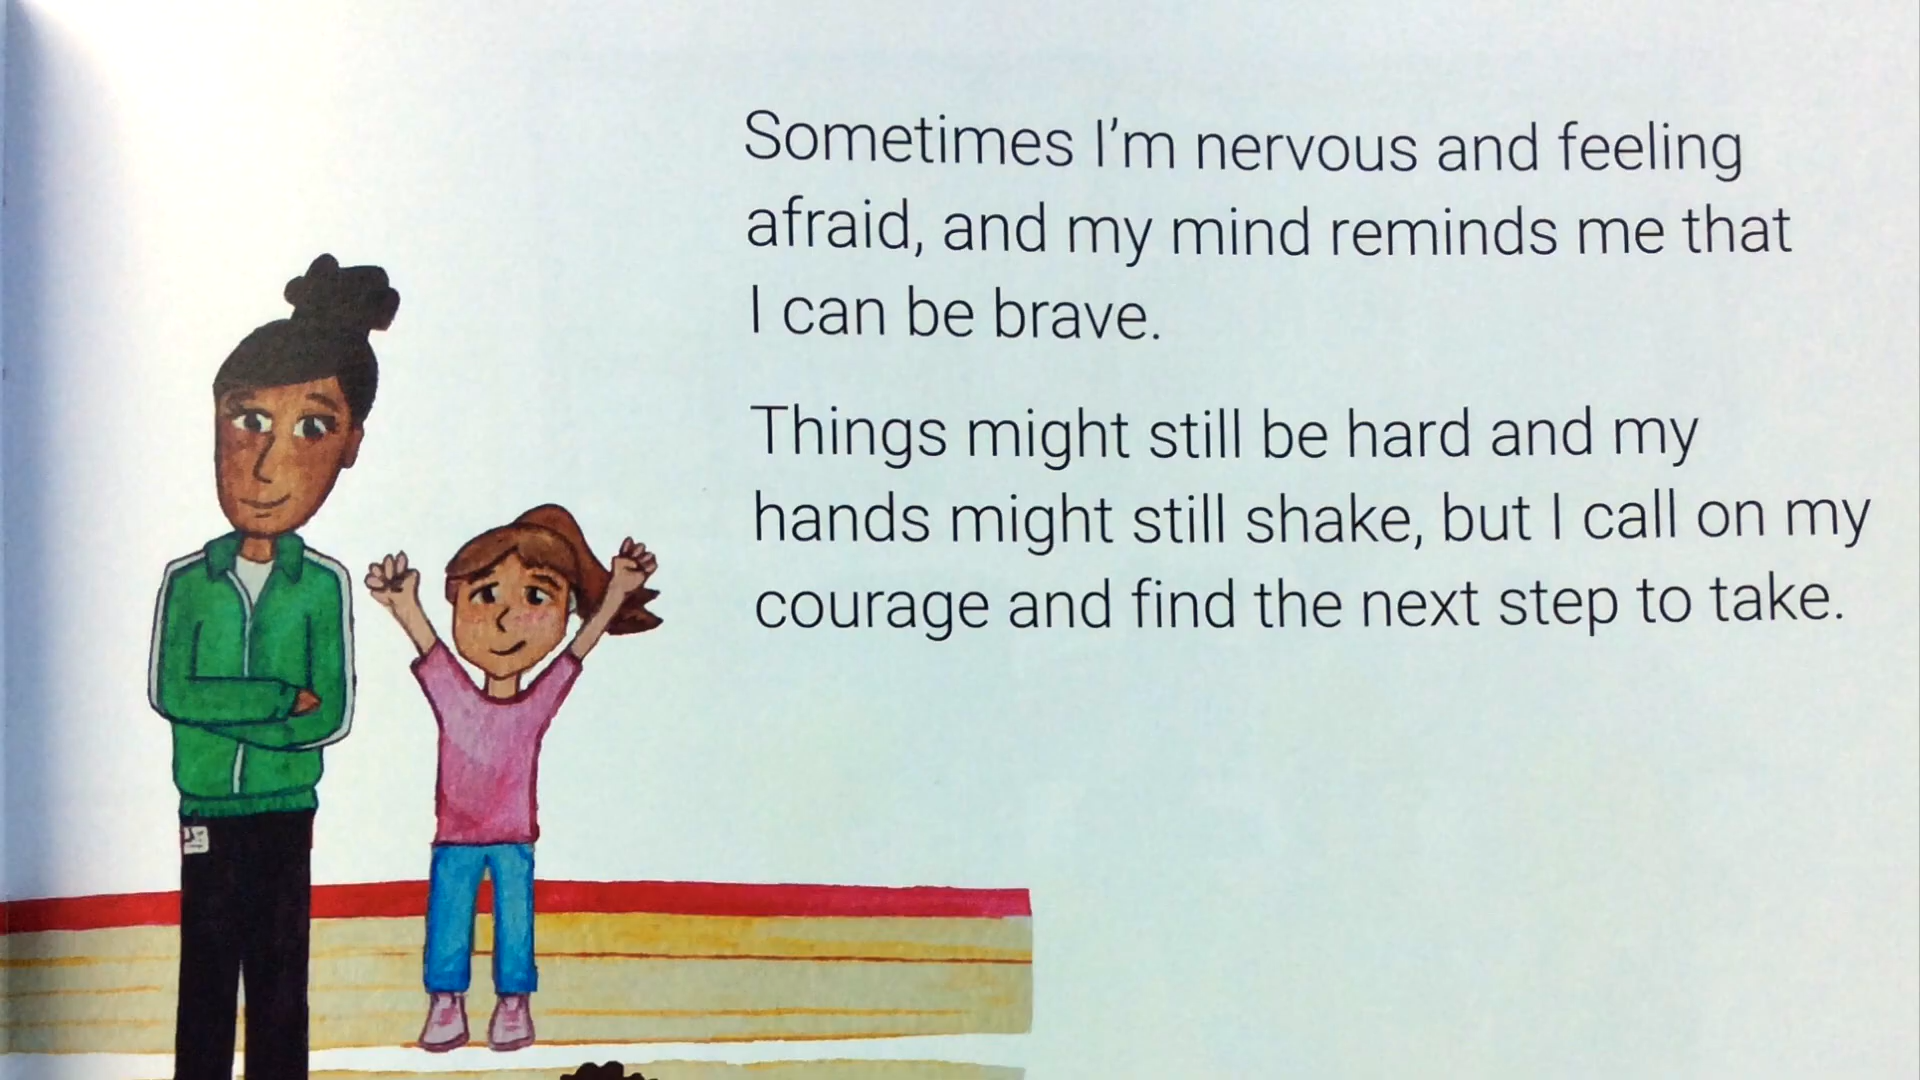 Sometimes I'm nervous and feeling
afraid, and my mind reminds me that
I can be brave.
Things might still be hard and my
hands might still shake, but I call on my
courage and find the next step to take.